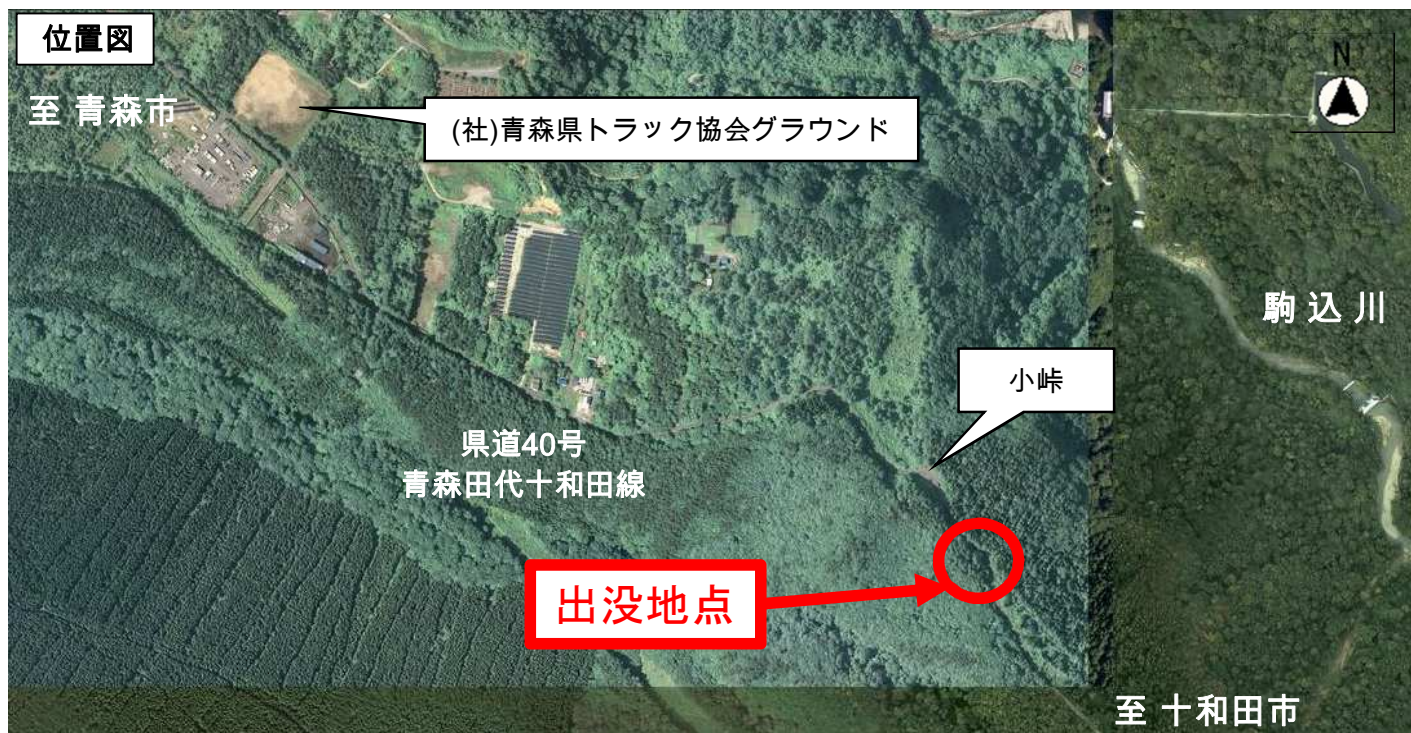 位置図
至 青森市
(社)青森県トラック協会グラウンド
N
駒込川
小峠
県道40号
青森田代十和田線
出没地点
至 十和田市